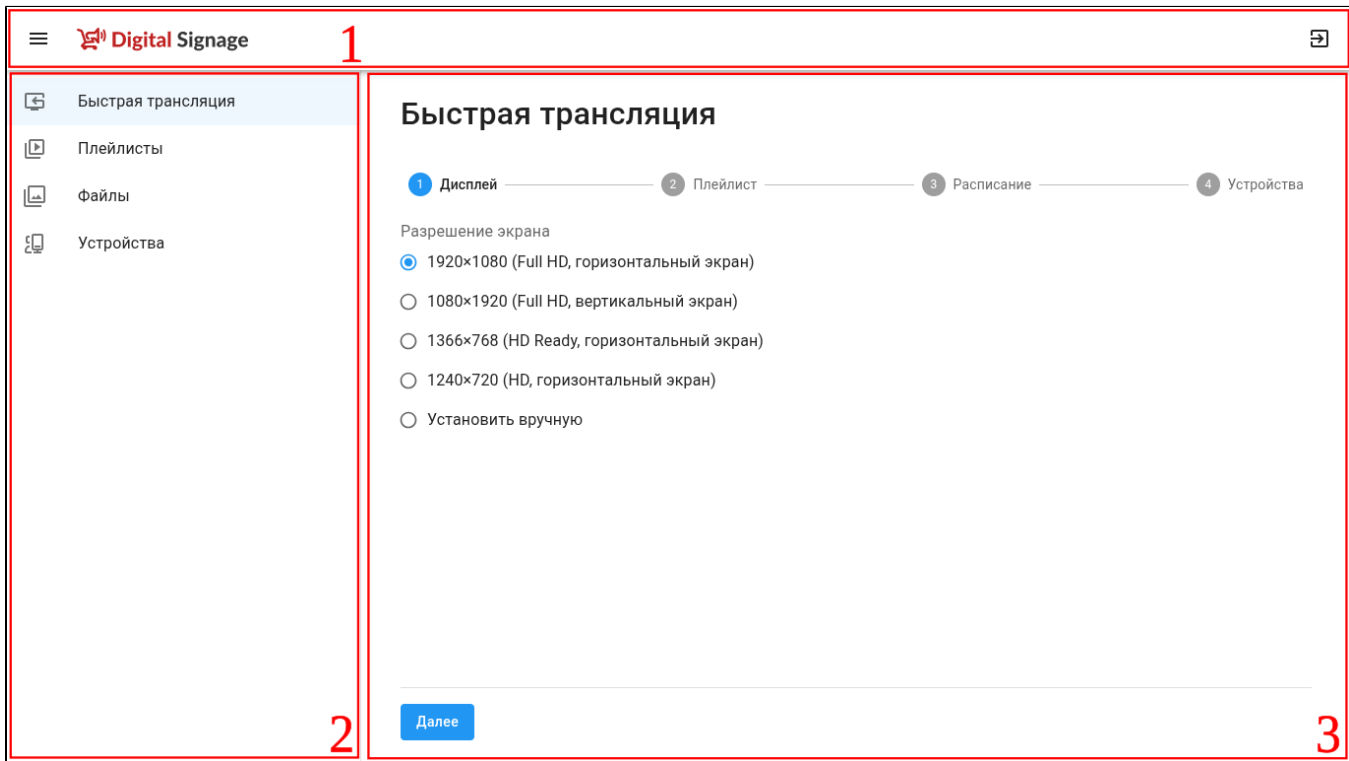 Digital Signage
1
Быстрая трансляция
Плейлисты
Файлы
Устройства
2
Быстрая трансляция
1 Дисплей 2 Плейлист 3 Расписание 4 Устройства
Разрешение экрана
1920×1080 (Full HD, горизонтальный экран)
1080×1920 (Full HD, вертикальный экран)
1366×768 (HD Ready, горизонтальный экран)
1240×720 (HD, горизонтальный экран)
Установить вручную
Далее
3